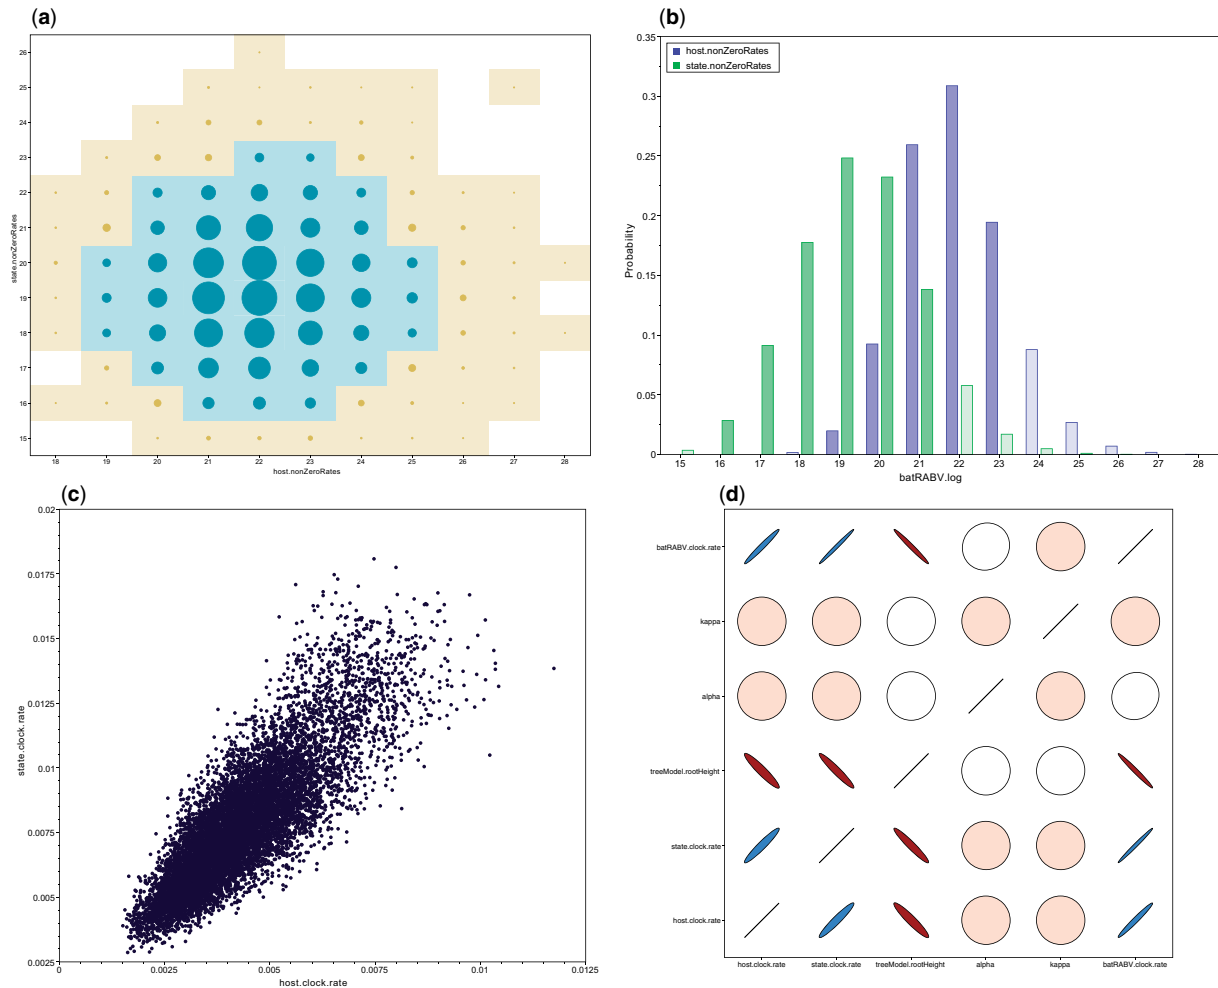 (a)
26
25
24
23
22
21
20
19
18
17
16
15
state.nonZeroRates
18 19 20 21 22 23 24 25 26 27 28
host.nonZeroRates
(b)
0.35
0.3
0.25
0.2
0.15
0.1
0.05
0
Probability
host.nonZeroRates
state.nonZeroRates
15 16 17 18 19 20 21 22 23 24 25 26 27 28
batRABV.log
(c)
0.02
0.0175
0.015
0.0125
0.01
0.0075
0.005
0.0025
state.clock.rate
0 0.0025 0.005 0.0075 0.01 0.0125
host.clock.rate
(d)
batRABV.clock.rate
kappa
alpha
treeModel.rootHeight
state.clock.rate
host.clock.rate
host.clock.rate state.clock.rate treeModel.rootHeight alpha kappa batRABV.clock.rate